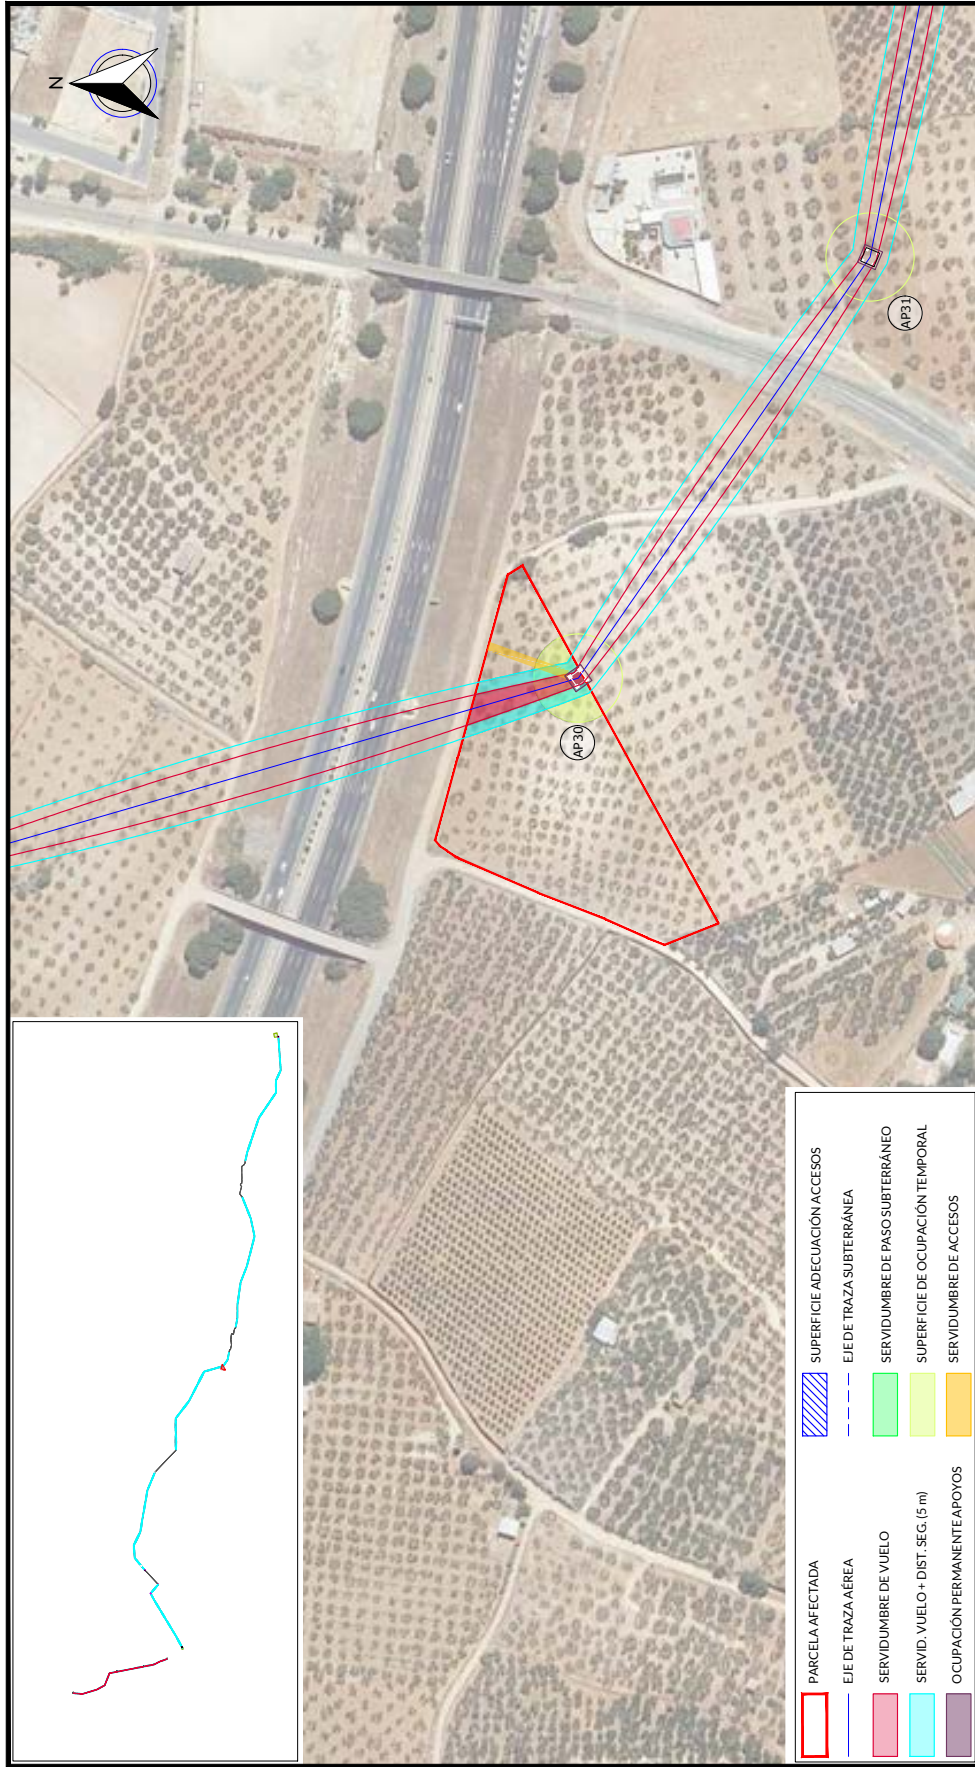 N
AP30
AP31
PARCELA AFECTADA
EJE DE TRAZA AÉREA
SERVIDUMBRE DE VUELO
SERVID. VUELO + DIST. SEG. (5 m)
OCUPACIÓN PERMANENTE APOYOS
SUPERFICIE ADECUACIÓN ACCESOS
EJE DE TRAZA SUBTERRÁNEA
SERVIDUMBRE DE PASO SUBTERRÁNEO
SUPERFICIE DE OCUPACIÓN TEMPORAL
SERVIDUMBRE DE ACCESOS